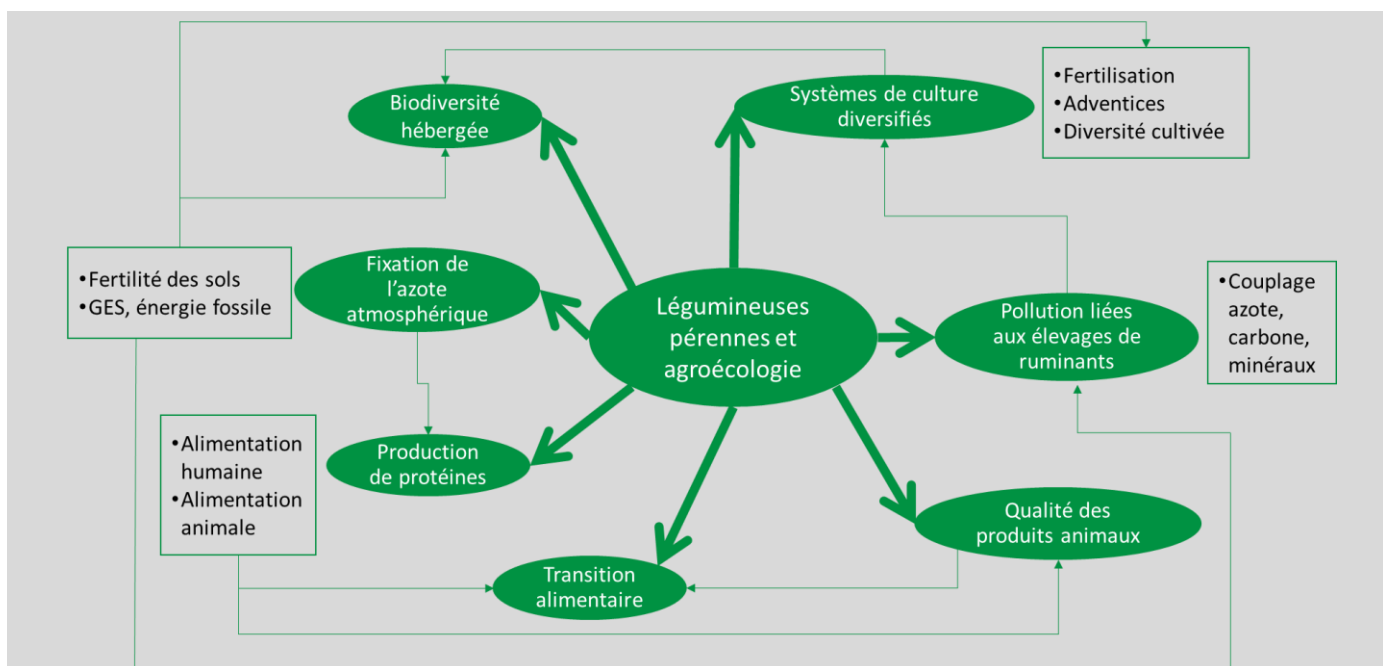 Biodiversité
hébergée
Systèmes de culture
diversifiés
•Fertilisation
•Adventices
•Diversité cultivée
•Fertilité des sols
•GES, énergie fossile
Fixation de
l’azote
atmosphérique
Légumineuses
pérennes et
agroécologie
Pollution liées
aux élevages de
ruminants
•Couplage
azote,
carbone,
minéraux
•Alimentation
humaine
•Alimentation
animale
Production
de protéines
Qualité des
produits animaux
Transition
alimentaire